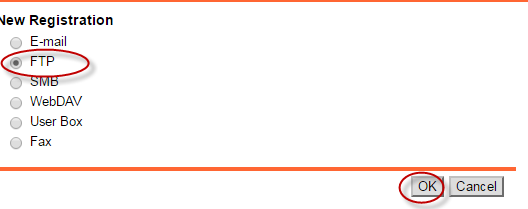 New Registration
E-mail
FTP
SMB
WebDAV
User Box
Fax
OK Cancel